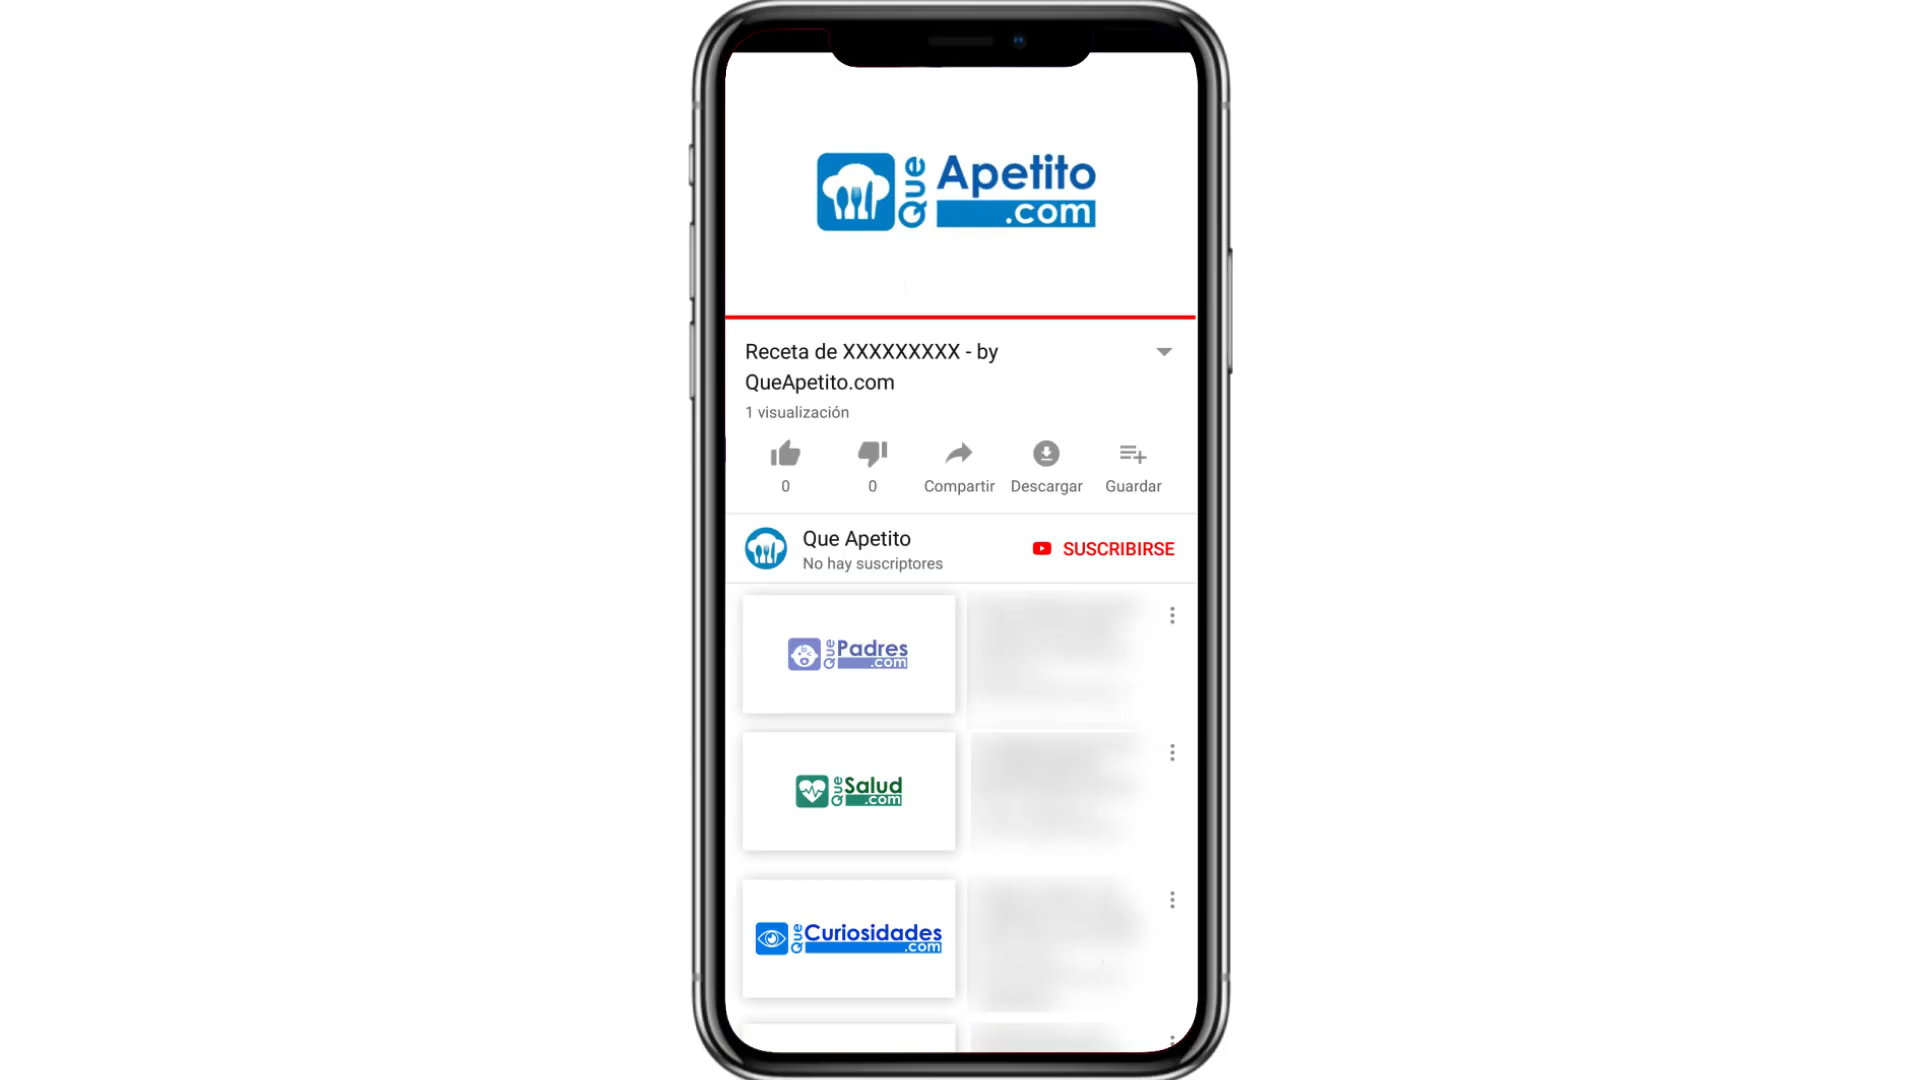 Que Apetito
.com
Receta de XXXXXXXXX - by
QueApetito.com
1 visualización
0 0 Compartir Descargar Guardar
Que Apetito
No hay suscriptores
SUSCRIBIRSE
Que Padres
.com
Que Salud
.com
Que Curiosidades
.com